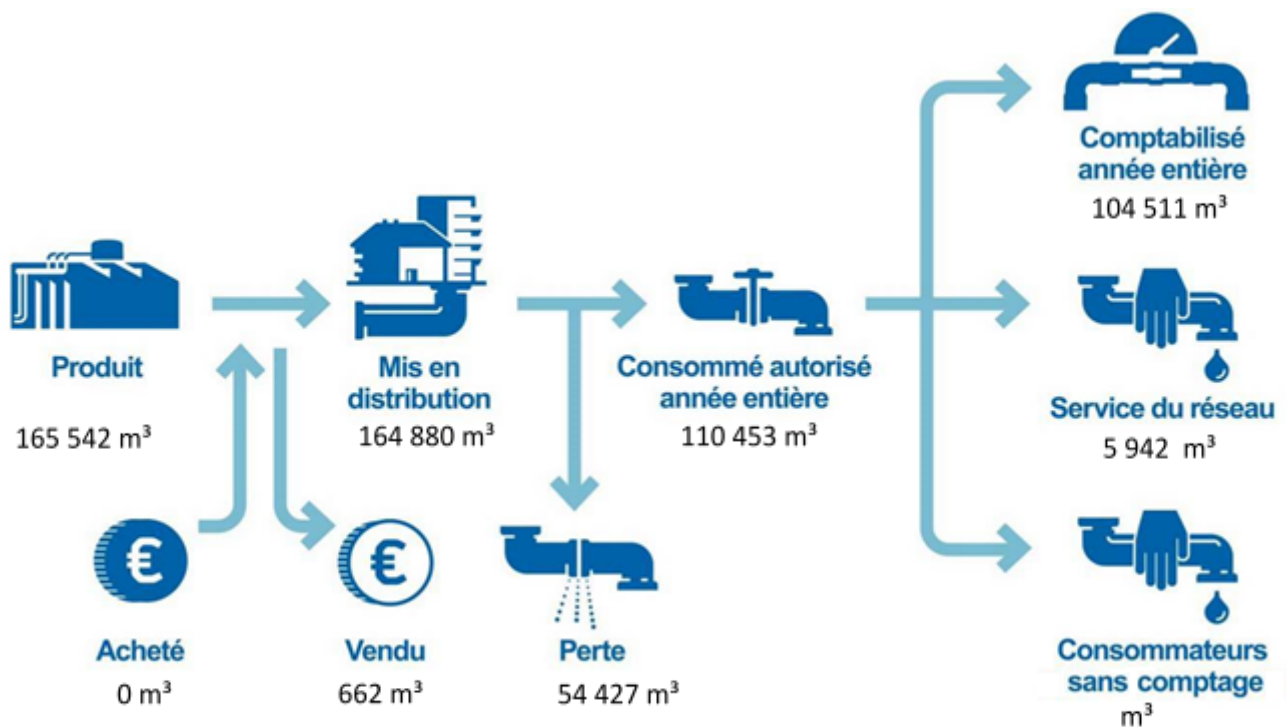 Comptabilisé
année entière
104 511 m³
Produit
165 542 m³
Mis en
distribution
164 880 m³
Consommé autorisé
année entière
110 453 m³
Service du réseau
5 942 m³
€
Acheté
0 m³
€
Vendu
662 m³
Perte
54 427 m³
Consommateurs
sans comptage
m³